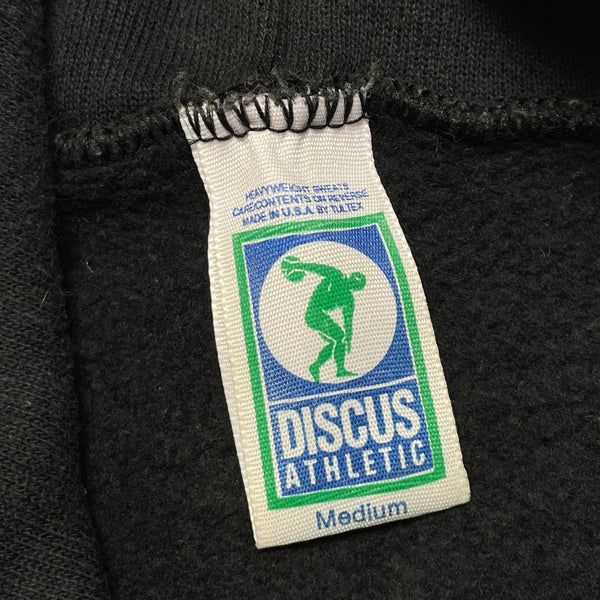 HEAVYWEIGHT SWEATS
CARE/CONTENTS ON REVERSE
MADE IN U.S.A. BY TULTEX
DISCUS
ATHLETIC
Medium